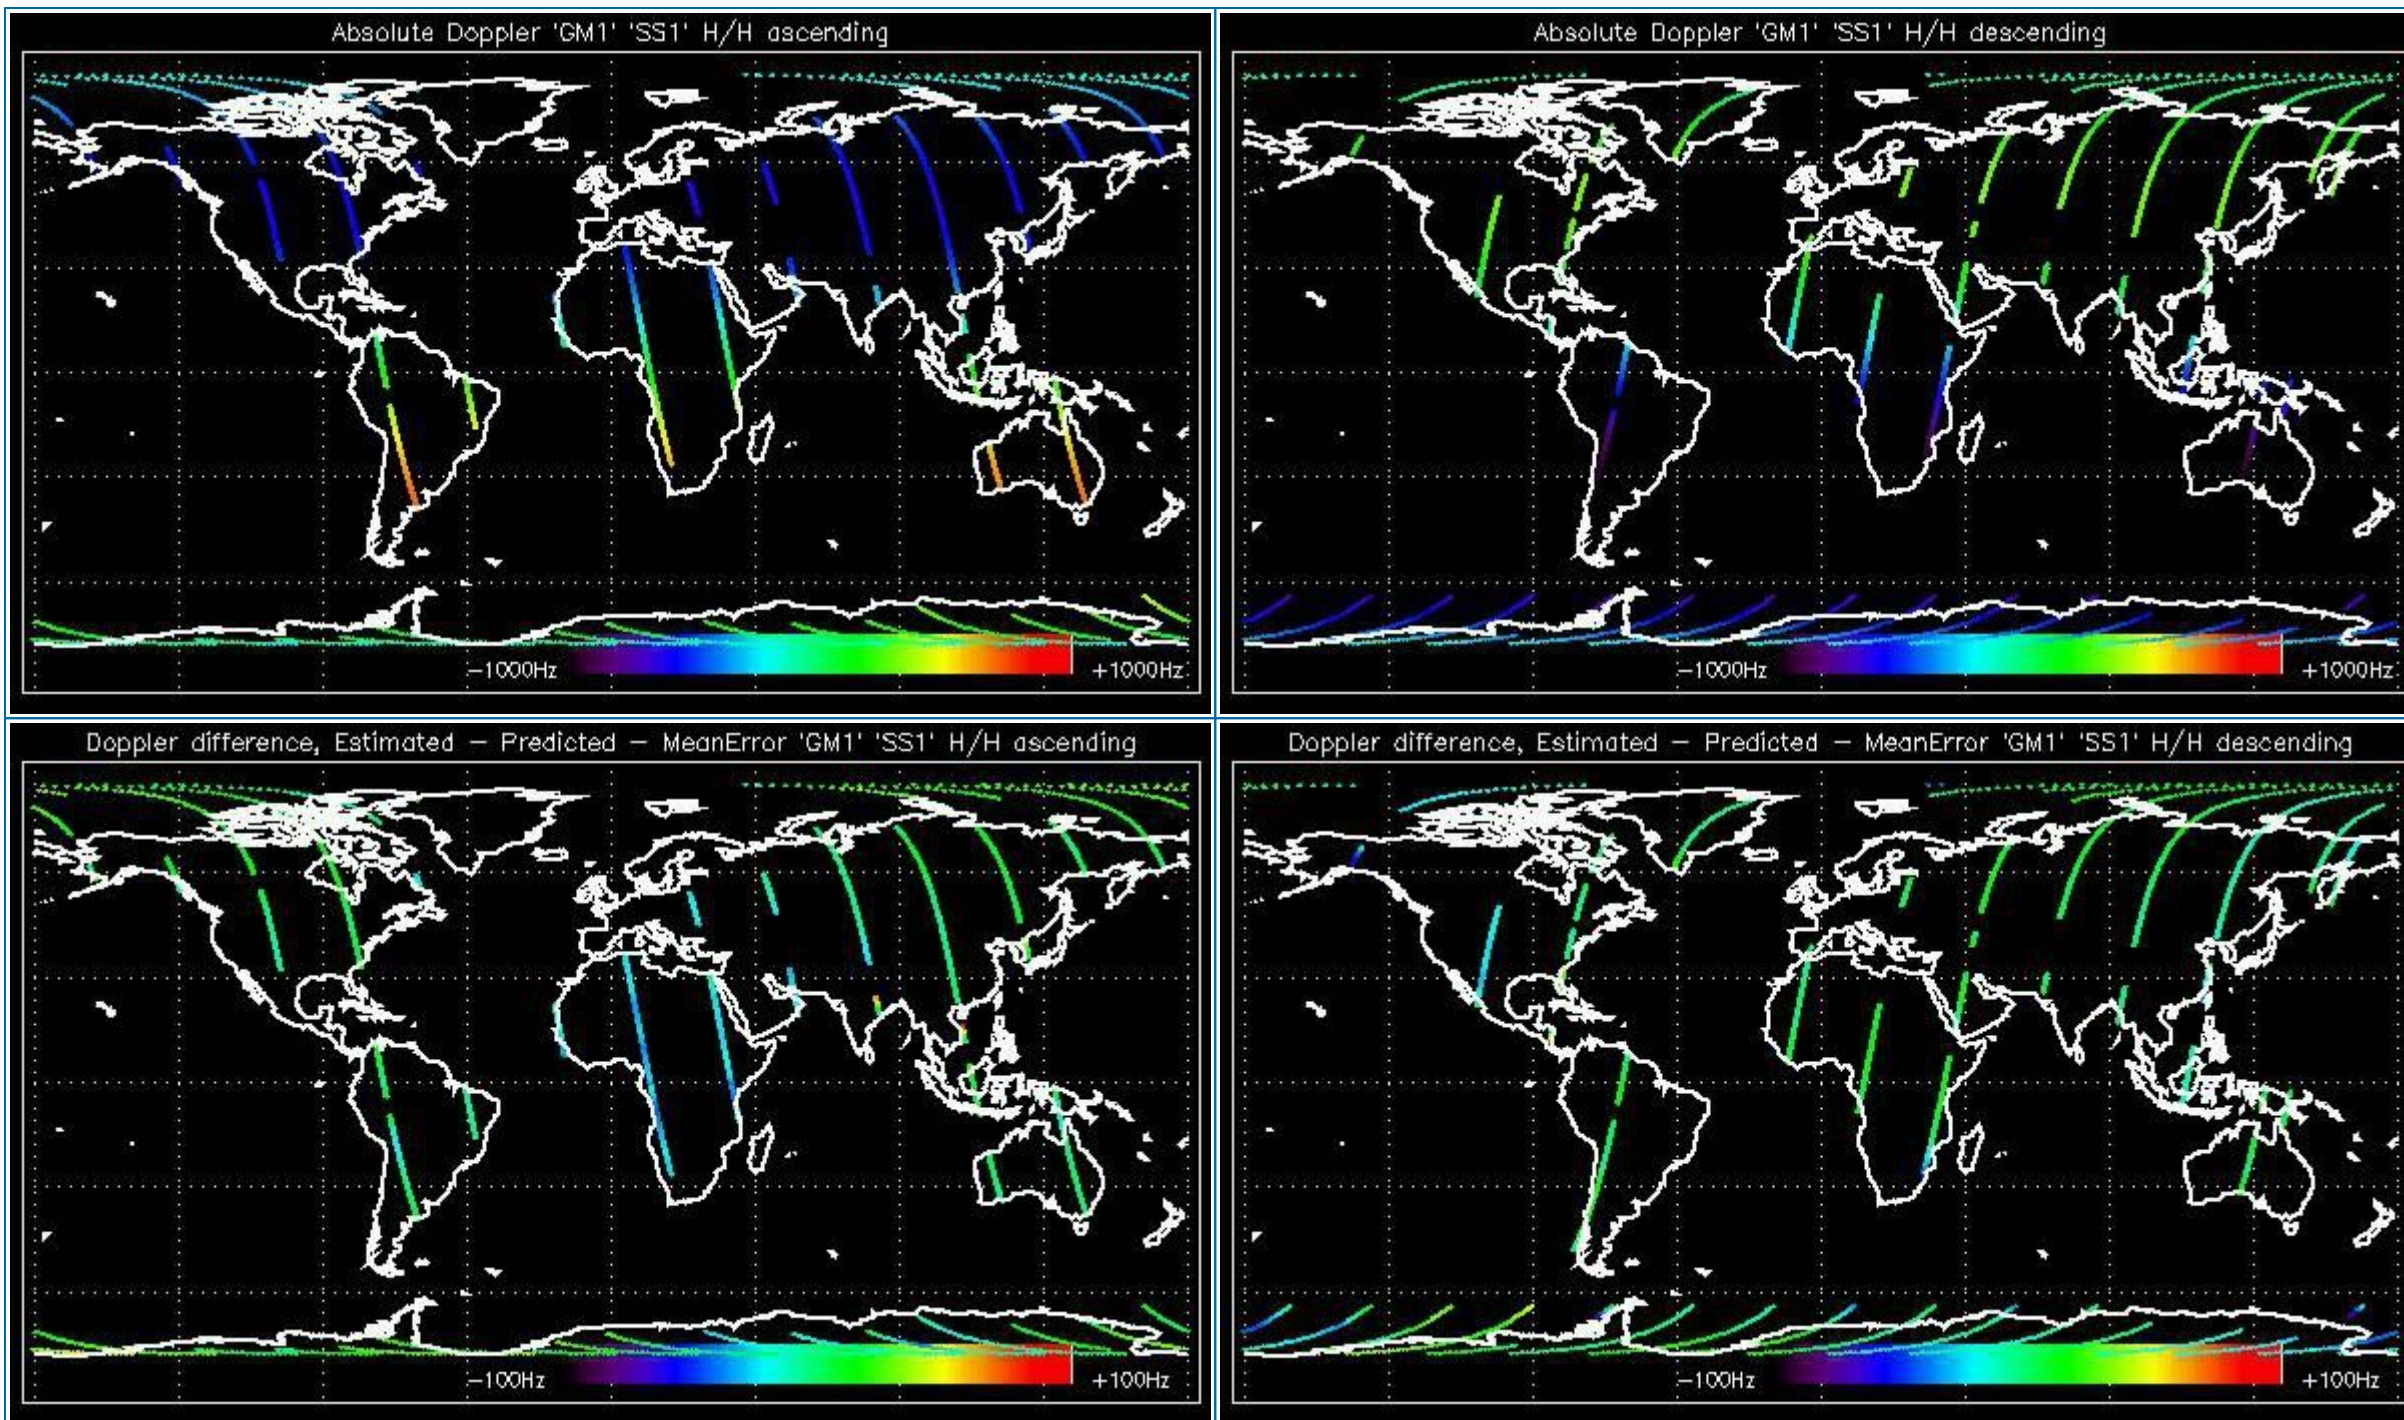 Absolute Doppler 'GM1' 'SS1' H/H ascending
-1000Hz
+1000Hz
Absolute Doppler 'GM1' 'SS1' H/H descending
-1000Hz
+1000Hz
Doppler difference, Estimated - Predicted - MeanError 'GM1' 'SS1' H/H ascending
-100Hz
+100Hz
Doppler difference, Estimated - Predicted - MeanError 'GM1' 'SS1' H/H descending
-100Hz
+100Hz